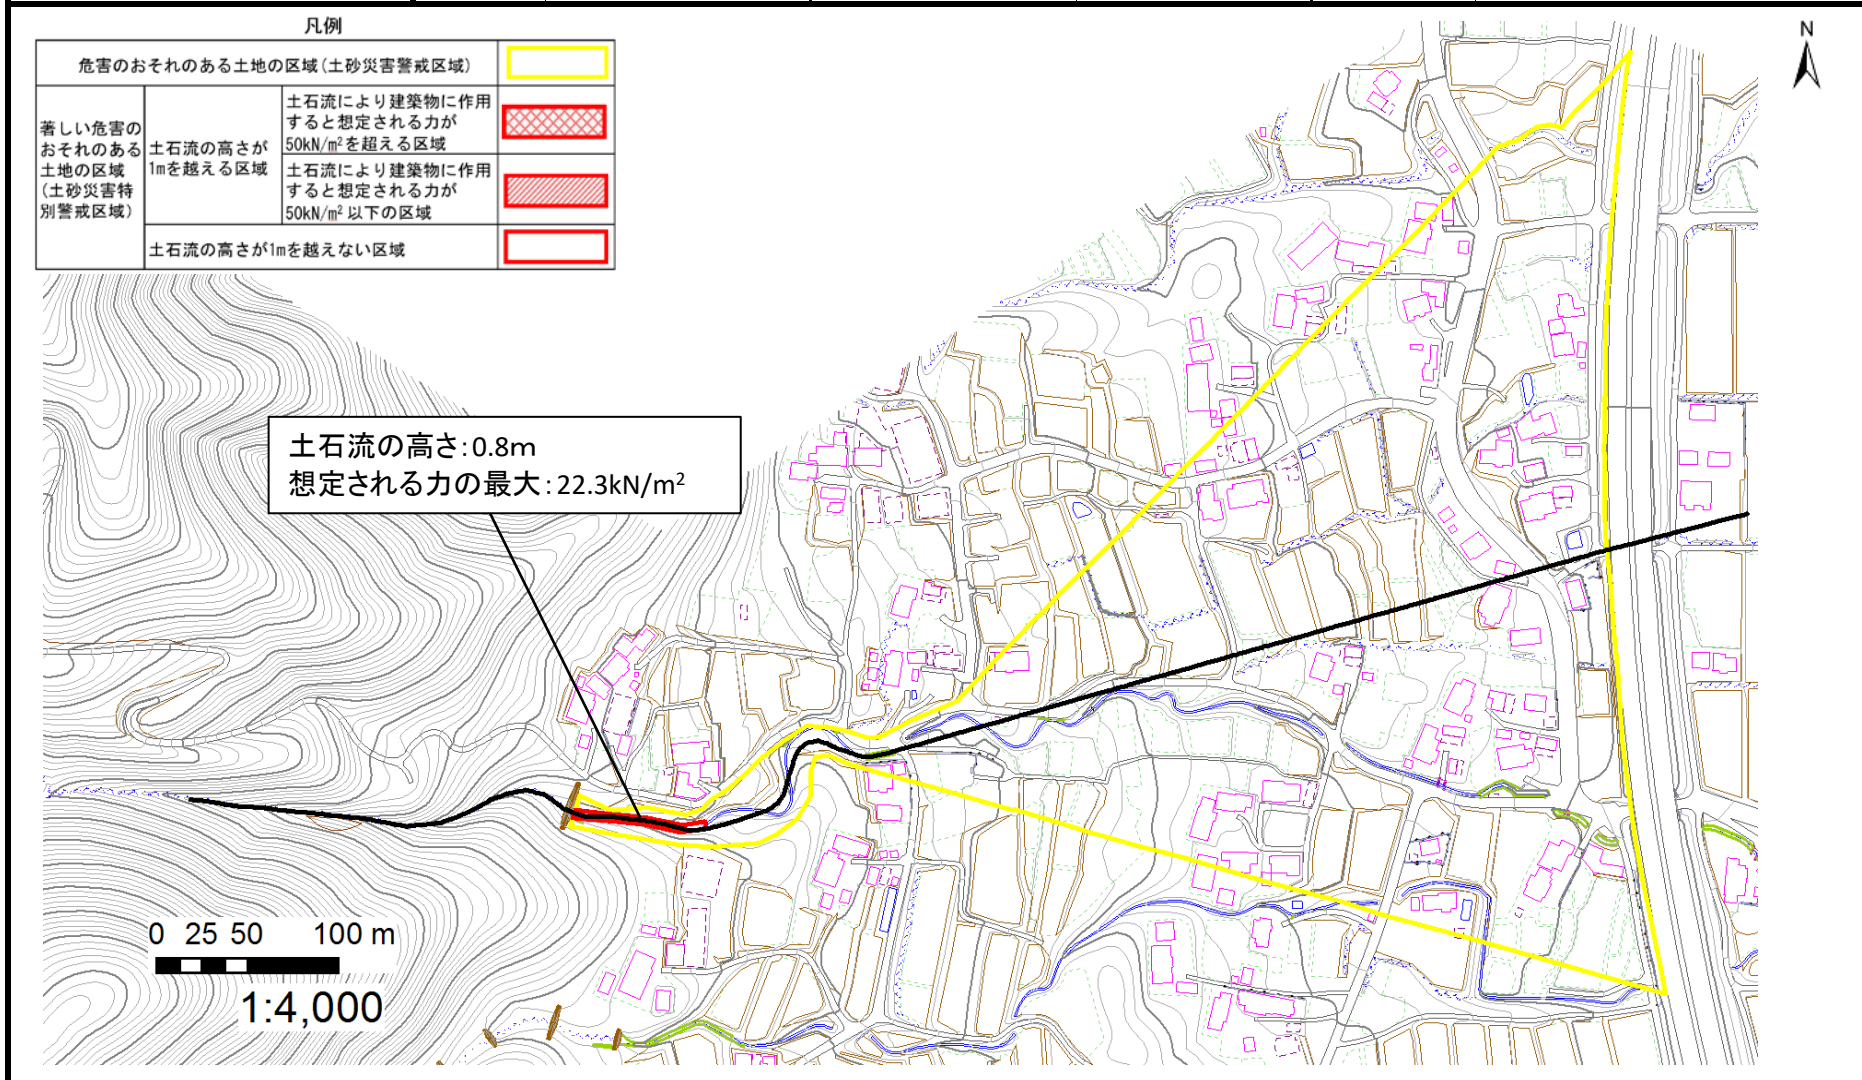 凡例
危害のおそれのある土地の区域(土砂災害警戒区域)
著しい危害の
おそれのある
土地の区域
(土砂災害特
別警戒区域)
土石流の高さが
1mを越える区域
土石流により建築物に作用
すると想定される力が
50kN/m²を超える区域
土石流により建築物に作用
すると想定される力が
50kN/m² 以下の区域
土石流の高さが1mを越えない区域
N
土石流の高さ:0.8m
想定される力の最大:22.3kN/m²
0 25 50 100 m
1:4,000